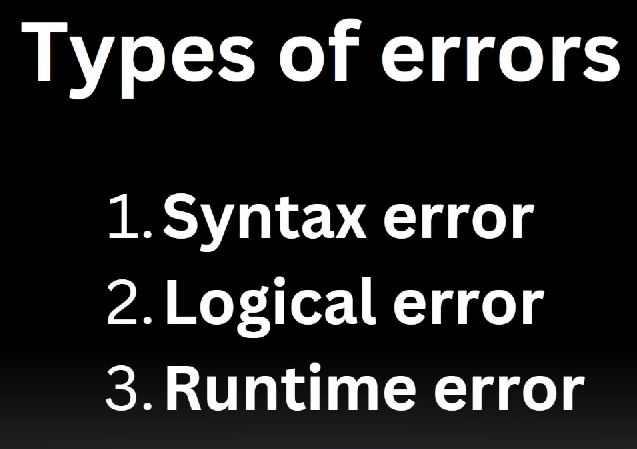 Types of errors
1. Syntax error
2. Logical error
3. Runtime error